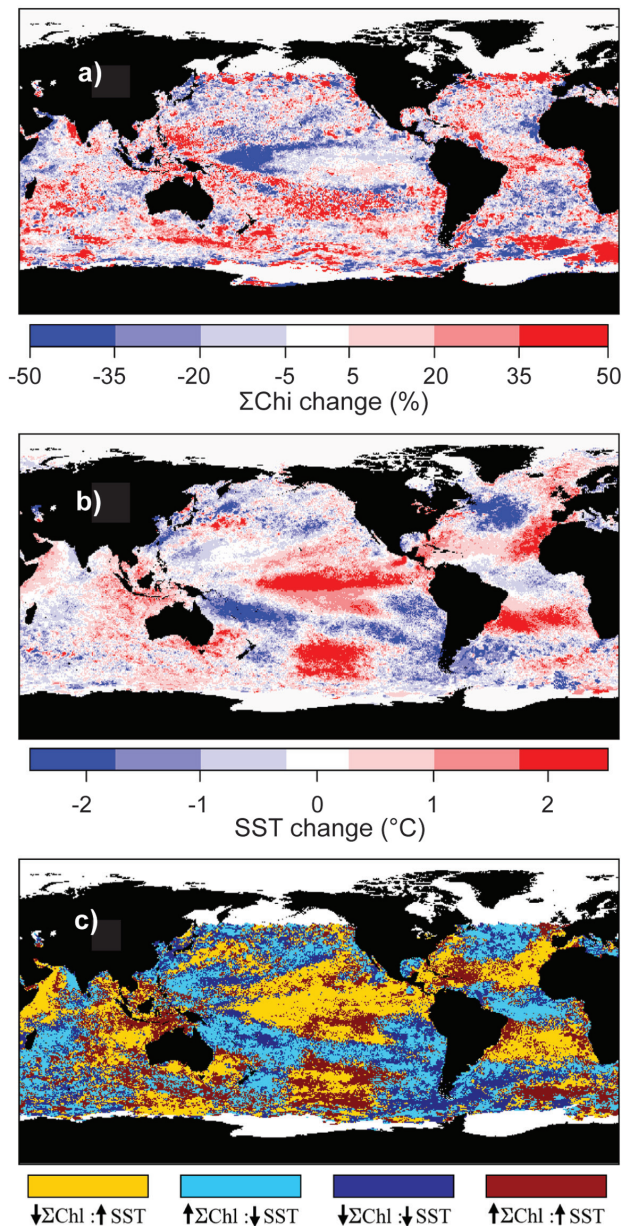 a)
-50 -35 -20 -5 5 20 35 50
ΣChi change (%)
b)
-2 -1 0 1 2
SST change (°C)
c)
↓ΣChl :↑ SST ↑ΣChl :↓ SST ↓ΣChl :↓ SST ↑ΣChl :↑ SST